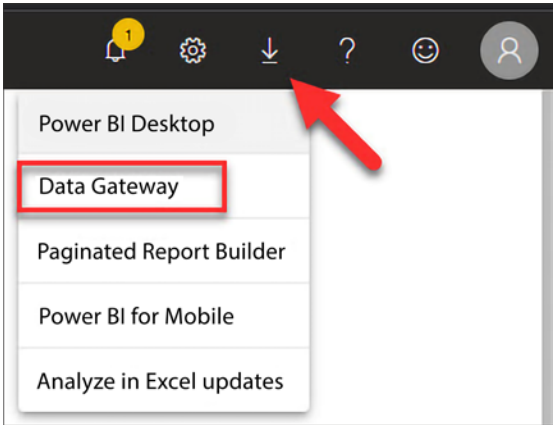 1
?
Power BI Desktop
Data Gateway
Paginated Report Builder
Power BI for Mobile
Analyze in Excel updates